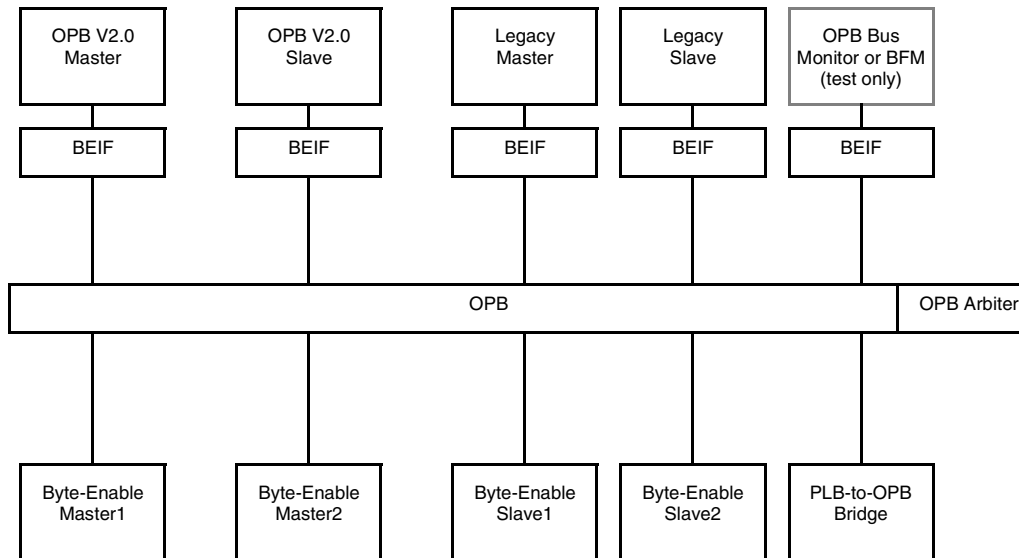 OPB V2.0
Master
OPB V2.0
Slave
Legacy
Master
Legacy
Slave
OPB Bus
Monitor or BFM
(test only)
BEIF
BEIF
BEIF
BEIF
BEIF
OPB
OPB Arbiter
Byte-Enable
Master1
Byte-Enable
Master2
Byte-Enable
Slave1
Byte-Enable
Slave2
PLB-to-OPB
Bridge